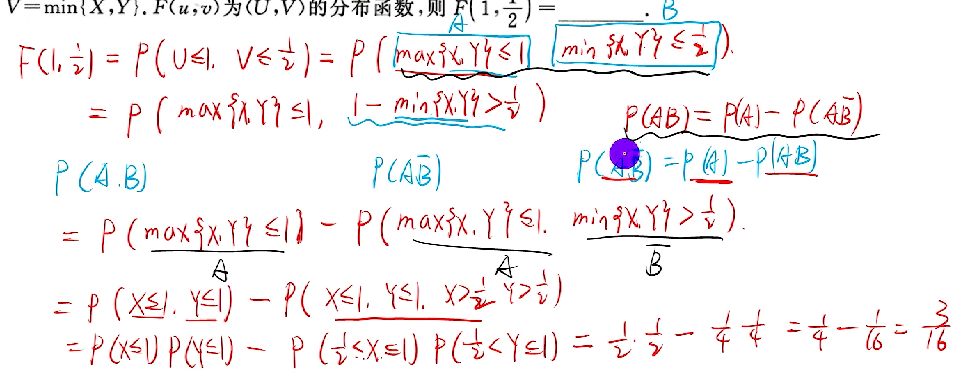 V=min{X,Y}. F(u,v)为(U,V)的分布函数,则 F(1,1/2)=______.
A B
F(1,1/2) = P(U≤1, V≤1/2) = P(max{X,Y}≤1 min{X,Y}≤1/2).
= P(max{X,Y}≤1, 1-min{X,Y}>1/2)
P(AB)=P(A)-P(AB̅)
P(A.B) P(AB̅) P(AB̅)=P(A)-P(AB)
= P(max{X,Y}≤1) - P(max{X,Y}≤1. min{X,Y}>1/2).
A A B̅
= P(X≤1. Y≤1) - P(X≤1. Y≤1. X>1/2 Y>1/2)
= P(X≤1) P(Y≤1) - P(1/2<X≤1) P(1/2<Y≤1) = 1/2 · 1/2 - 1/4 · 1/4 = 1/4 - 1/16 = 3/16